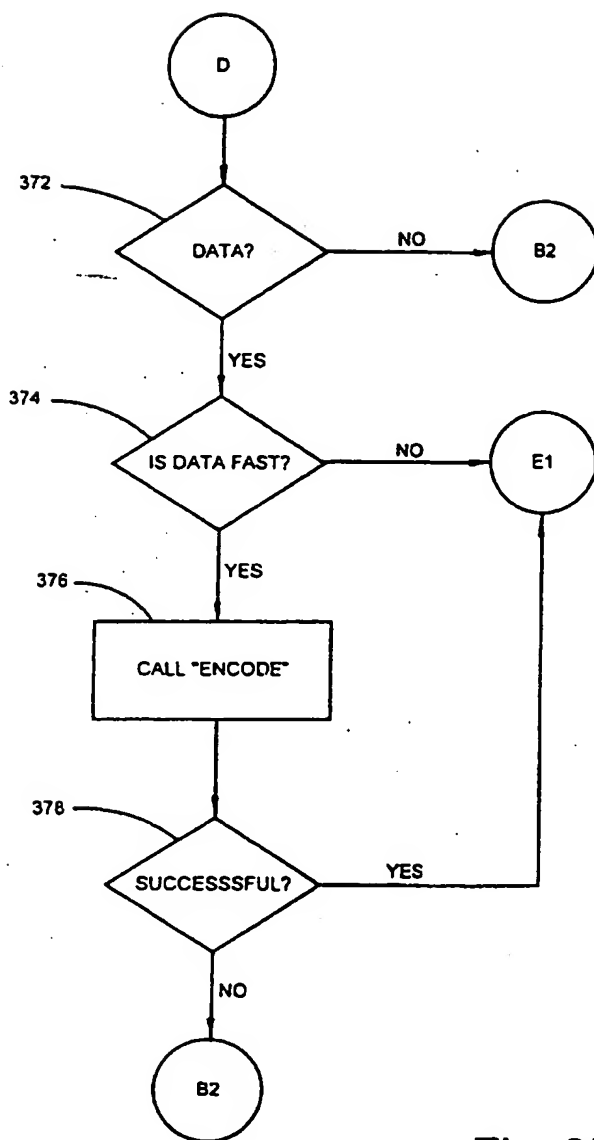 D
372
DATA?
NO
B2
YES
374
IS DATA FAST?
NO
E1
YES
376
CALL "ENCODE"
378
SUCCESSSFUL?
YES
NO
B2